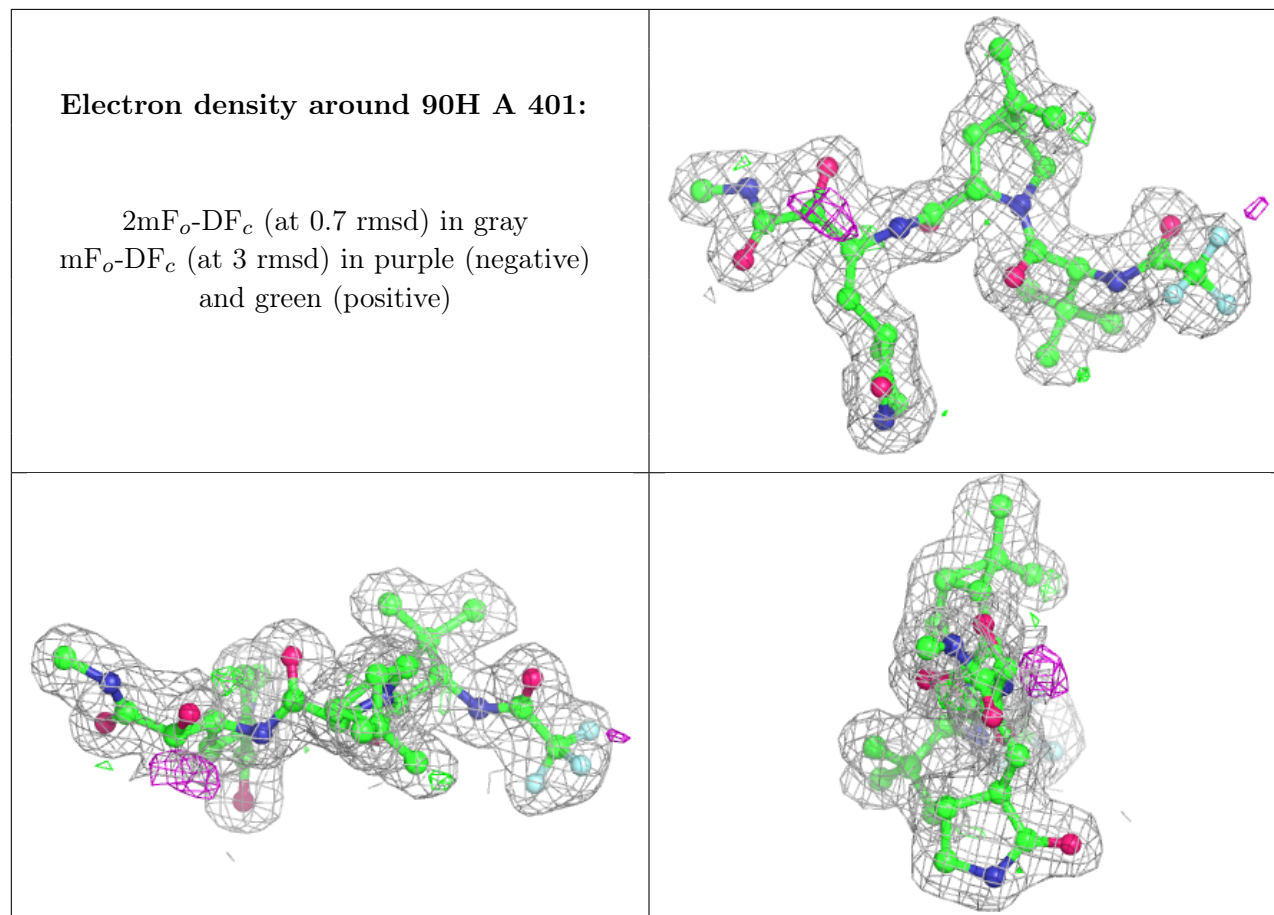 Electron density around 90H A 401:
2mFo-DFc (at 0.7 rmsd) in gray
mFo-DFc (at 3 rmsd) in purple (negative)
and green (positive)